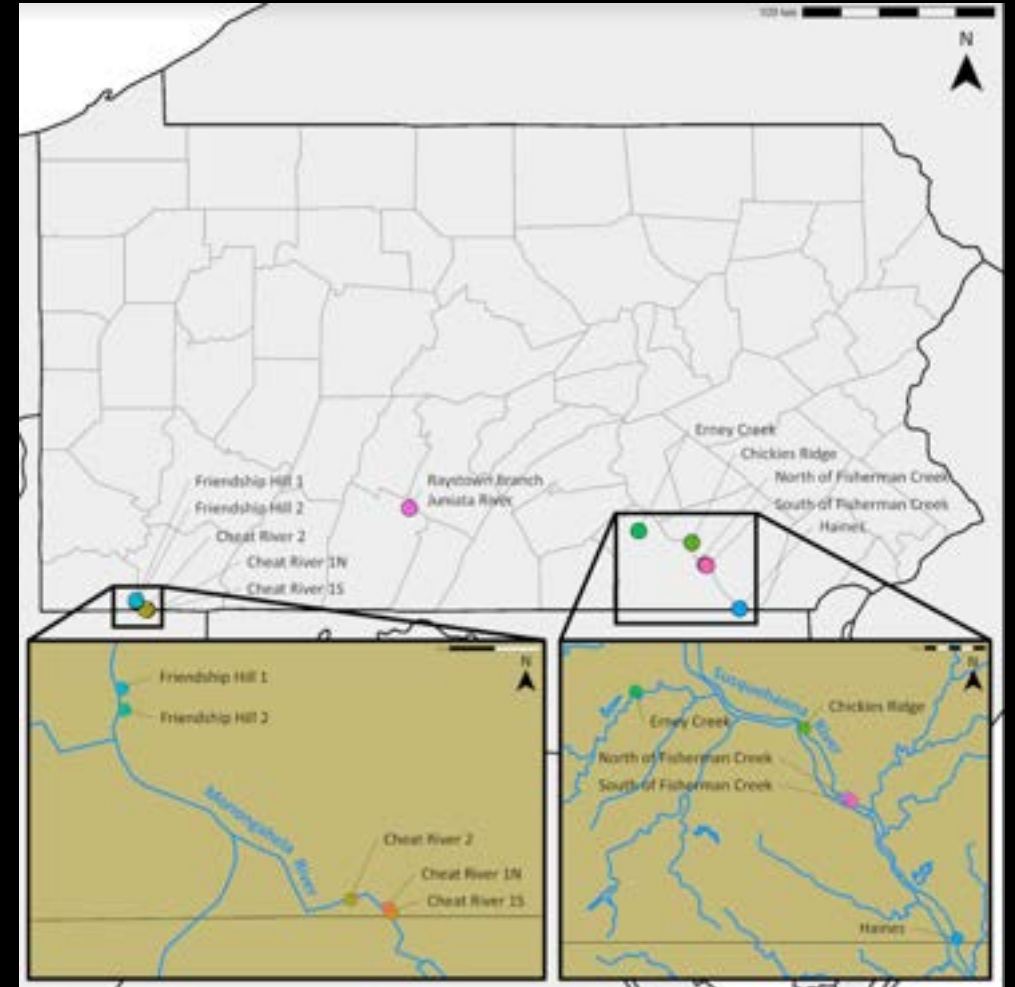 100 km
N
Erney Creek
Chickies Ridge
North of Fisherman Creek
South of Fisherman Creek
Haines
Friendship Hill 1
Friendship Hill 2
Cheat River 2
Cheat River 1N
Cheat River 1S
Raystown Branch
Juniata River
N
Friendship Hill 1
Friendship Hill 2
Monongahela River
Cheat River 2
Cheat River 1N
Cheat River 1S
N
Susquehanna River
Erney Creek
Chickies Ridge
North of Fisherman Creek
South of Fisherman Creek
Haines